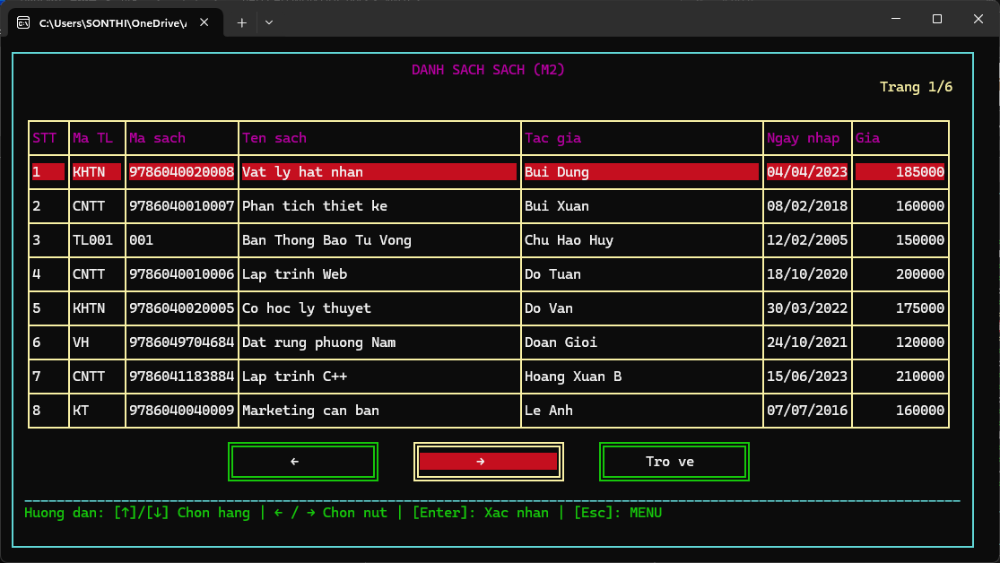 C:\Users\SONTHI\OneDrive\
DANH SACH SACH (M2)
Trang 1/6
STT Ma TL Ma sach Ten sach Tac gia Ngay nhap Gia
1 KHTN 9786040020008 Vat ly hat nhan Bui Dung 04/04/2023 185000
2 CNTT 9786040010007 Phan tich thiet ke Bui Xuan 08/02/2018 160000
3 TL001 001 Ban Thong Bao Tu Vong Chu Hao Huy 12/02/2005 150000
4 CNTT 9786040010006 Lap trinh Web Do Tuan 18/10/2020 200000
5 KHTN 9786040020005 Co hoc ly thuyet Do Van 30/03/2022 175000
6 VH 9786049704684 Dat rung phuong Nam Doan Gioi 24/10/2021 120000
7 CNTT 9786041183884 Lap trinh C++ Hoang Xuan B 15/06/2023 210000
8 KT 9786040040009 Marketing can ban Le Anh 07/07/2016 160000
← → Tro ve
Huong dan: [↑]/[↓] Chon hang | ← / → Chon nut | [Enter]: Xac nhan | [Esc]: MENU